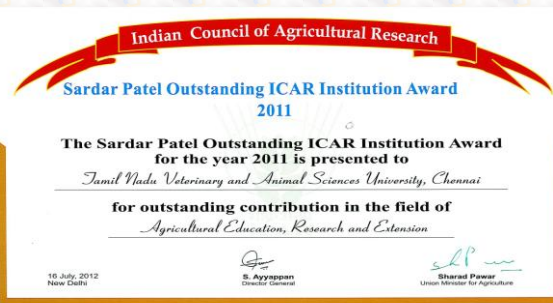 Indian Council of Agricultural Research
Sardar Patel Outstanding ICAR Institution Award
2011
The Sardar Patel Outstanding ICAR Institution Award
for the year 2011 is presented to
Tamil Nadu Veterinary and Animal Sciences University, Chennai
for outstanding contribution in the field of
Agricultural Education, Research and Extension
16 July, 2012
New Delhi
S. Ayyappan
Director General
Sharad Pawar
Union Minister for Agriculture